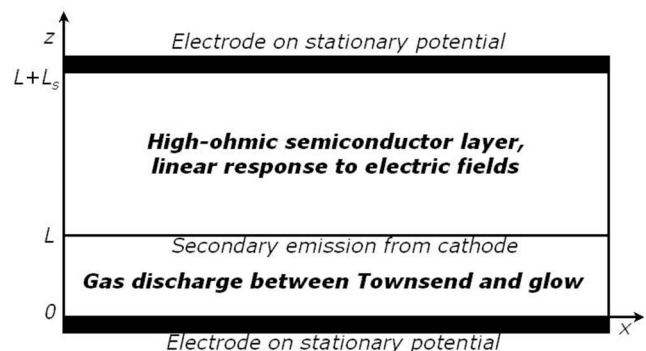 z
Electrode on stationary potential
L+Ls
High-ohmic semiconductor layer,
linear response to electric fields
L
Secondary emission from cathode
Gas discharge between Townsend and glow
0
x
Electrode on stationary potential